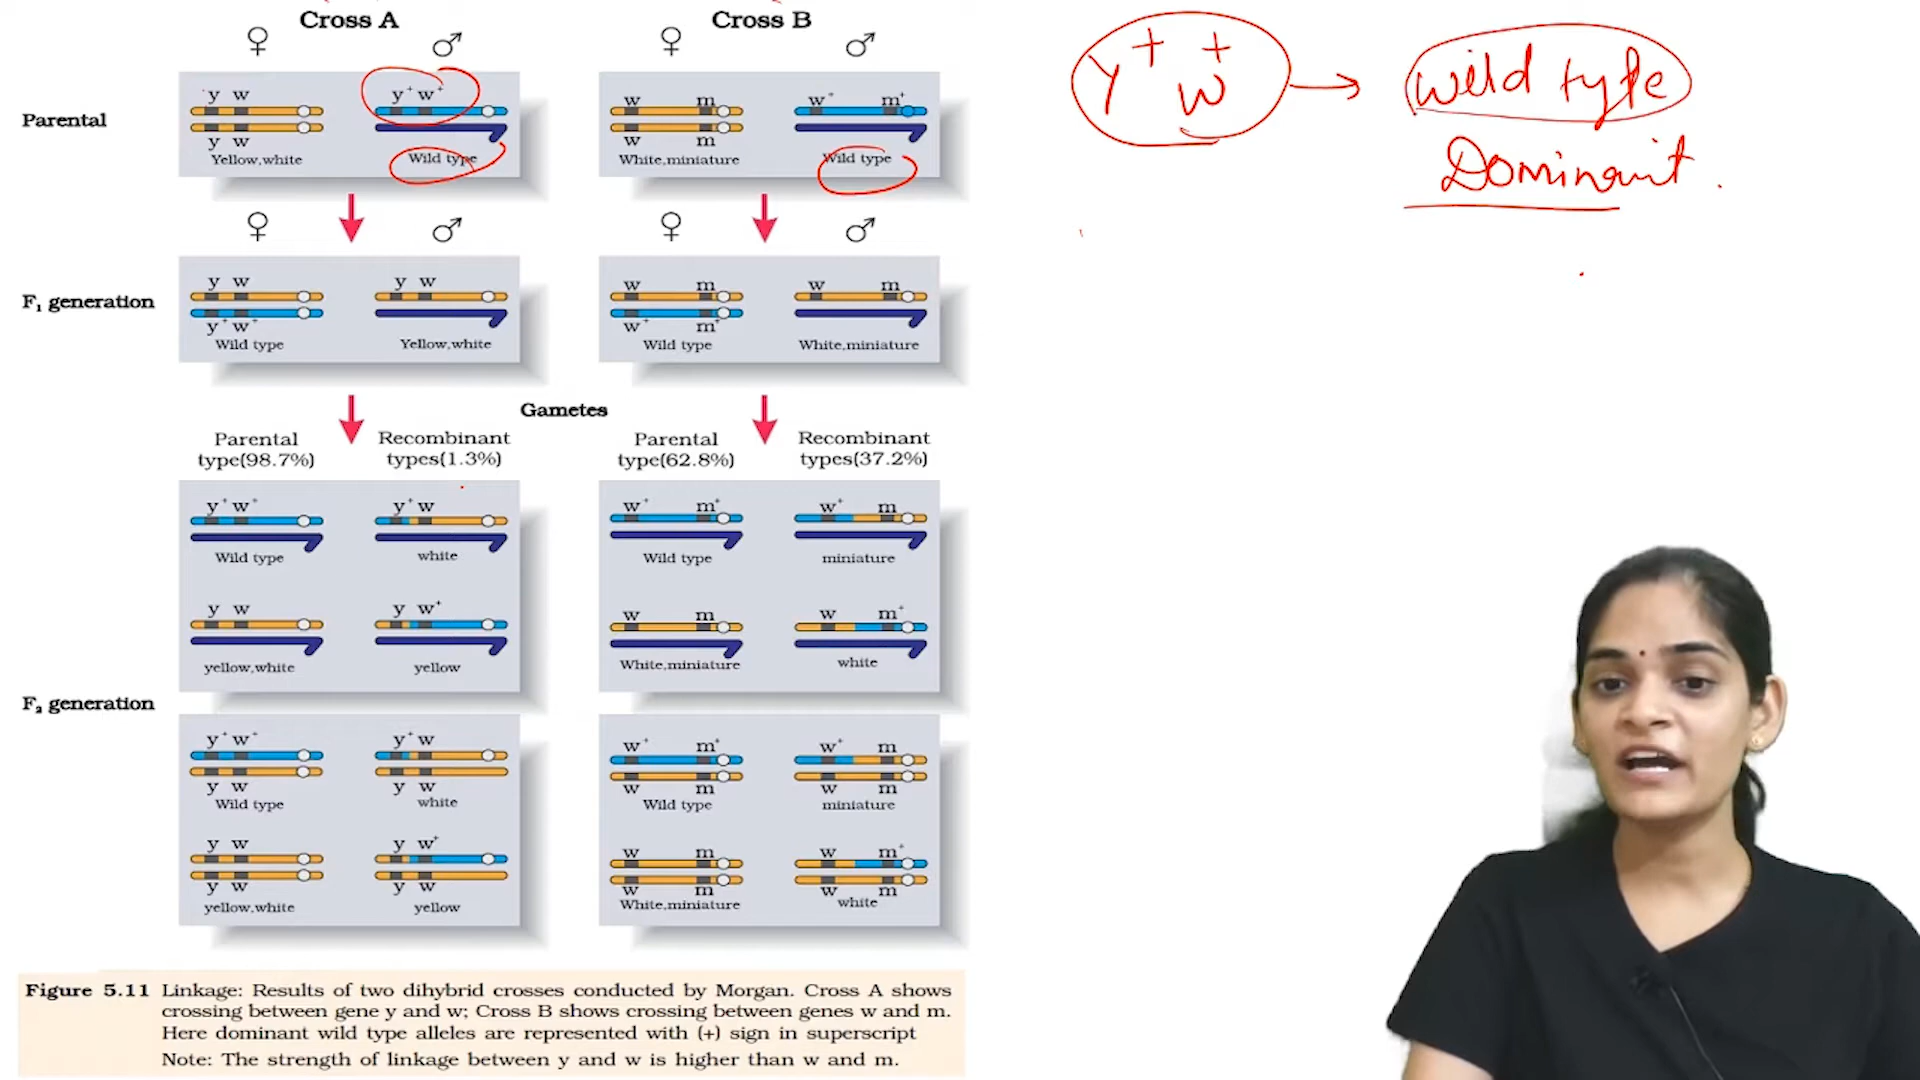 Cross A
Cross B
♀ ♂ ♀ ♂
Parental
y w
y w
Yellow,white
y⁺ w⁺
Wild type
w m
w m
White,miniature
w⁺ m⁺
Wild type
♀ ♂ ♀ ♂
F₁ generation
y w
y⁺ w⁺
Wild type
y w
Yellow,white
w m
w⁺ m⁺
Wild type
w m
White,miniature
Gametes
Parental
type(98.7%)
Recombinant
types(1.3%)
Parental
type(62.8%)
Recombinant
types(37.2%)
F₂ generation
y⁺ w⁺
Wild type
y⁺ w
white
w⁺ m⁺
Wild type
w⁺ m
miniature
y w
yellow,white
y w⁺
yellow
w m
White,miniature
w m⁺
white
y⁺ w⁺
y w
Wild type
y⁺ w
y w
white
w⁺ m⁺
w m
Wild type
w⁺ m
w m
miniature
y w
y w
yellow,white
y w⁺
y w
yellow
w m
w m
White,miniature
w m⁺
w m
white
Figure 5.11 Linkage: Results of two dihybrid crosses conducted by Morgan. Cross A shows
crossing between gene y and w; Cross B shows crossing between genes w and m.
Here dominant wild type alleles are represented with (+) sign in superscript
Note: The strength of linkage between y and w is higher than w and m.
y⁺ w⁺ → wild type
Dominant.